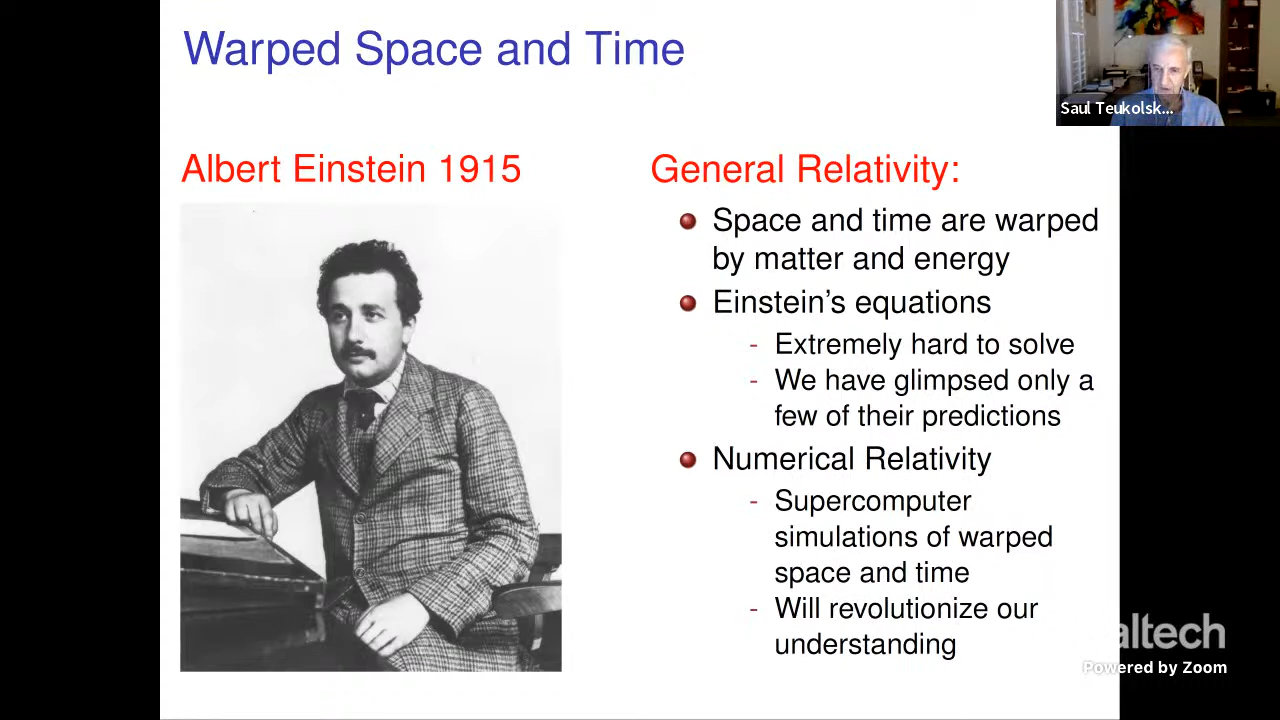 Warped Space and Time
Saul Teukolsk...
Albert Einstein 1915
General Relativity:
Space and time are warped
by matter and energy
Einstein's equations
- Extremely hard to solve
- We have glimpsed only a
few of their predictions
Numerical Relativity
- Supercomputer
simulations of warped
space and time
- Will revolutionize our
understanding
altech
Powered by Zoom